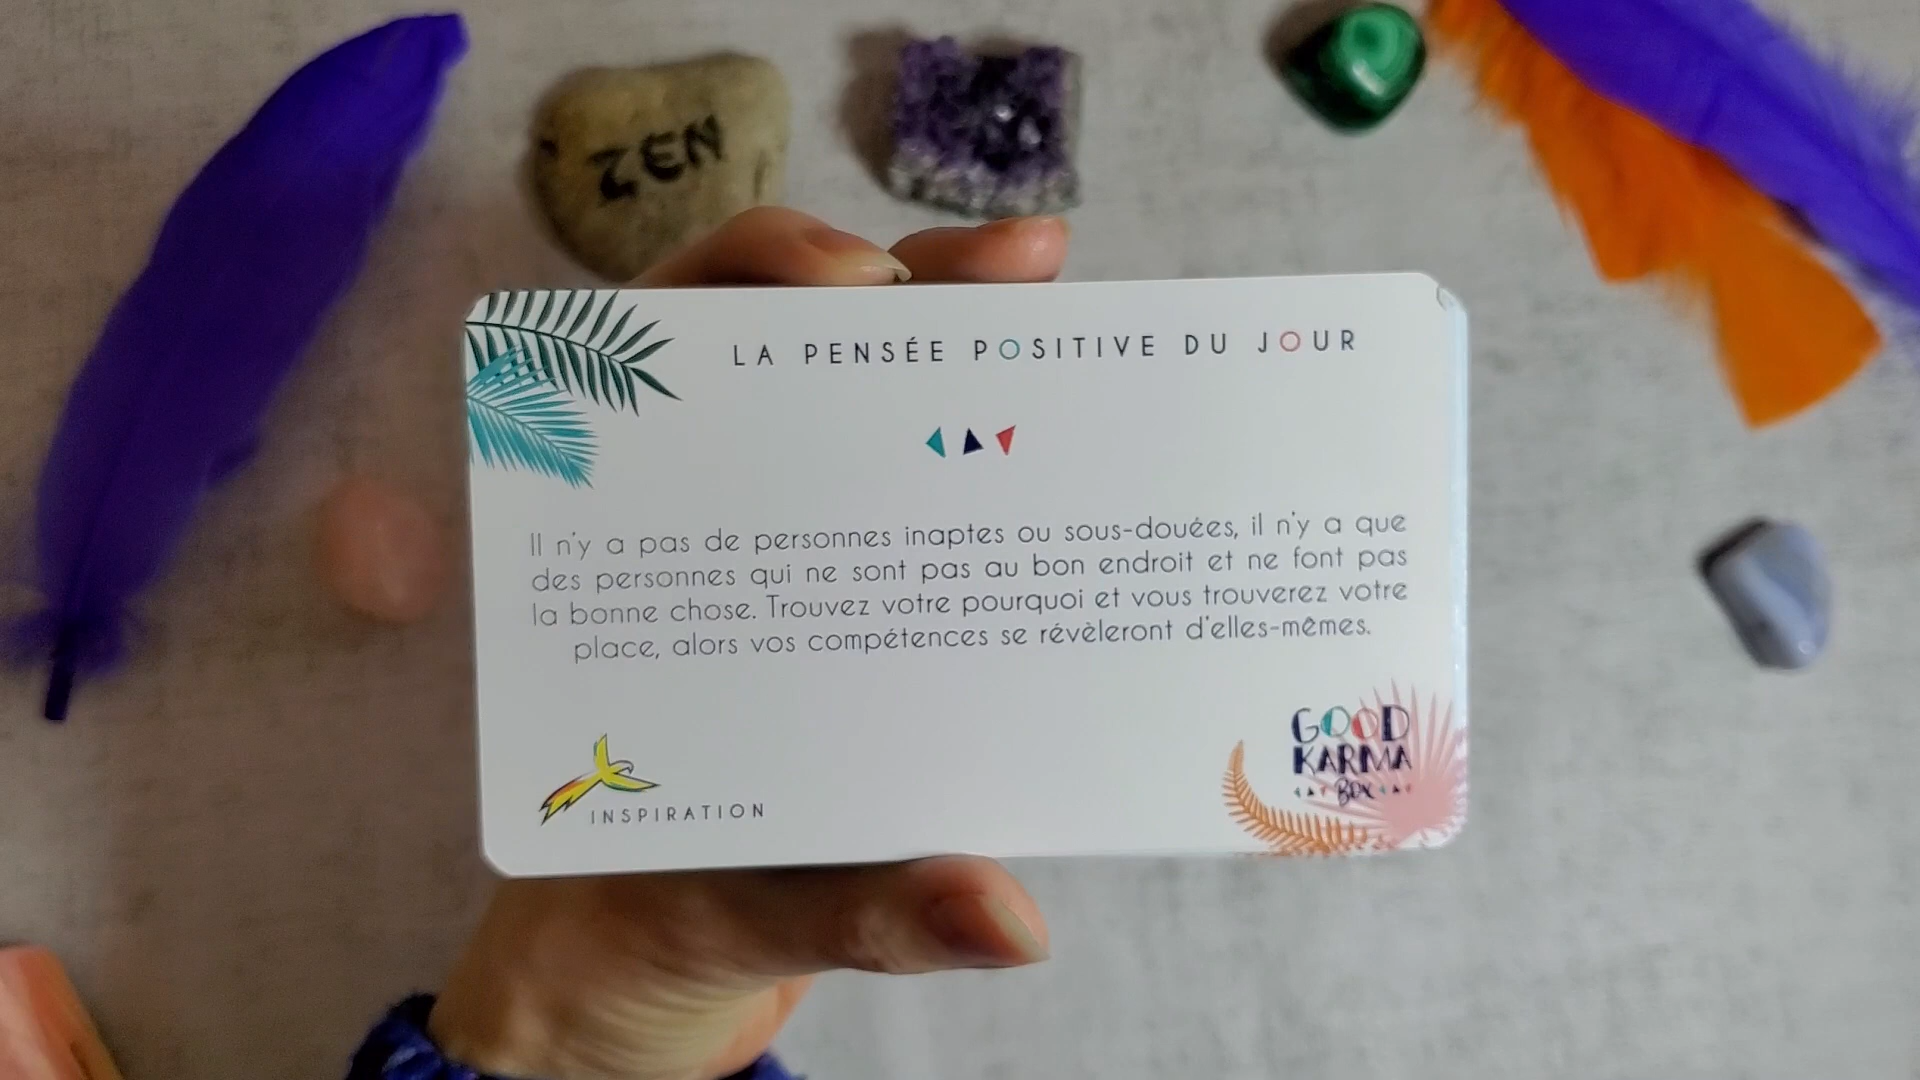 ZEN
LA PENSÉE POSITIVE DU JOUR
Il n'y a pas de personnes inaptes ou sous-douées, il n'y a que
des personnes qui ne sont pas au bon endroit et ne font pas
la bonne chose. Trouvez votre pourquoi et vous trouverez votre
place, alors vos compétences se révèleront d'elles-mêmes.
INSPIRATION
GOOD
KARMA
BOX